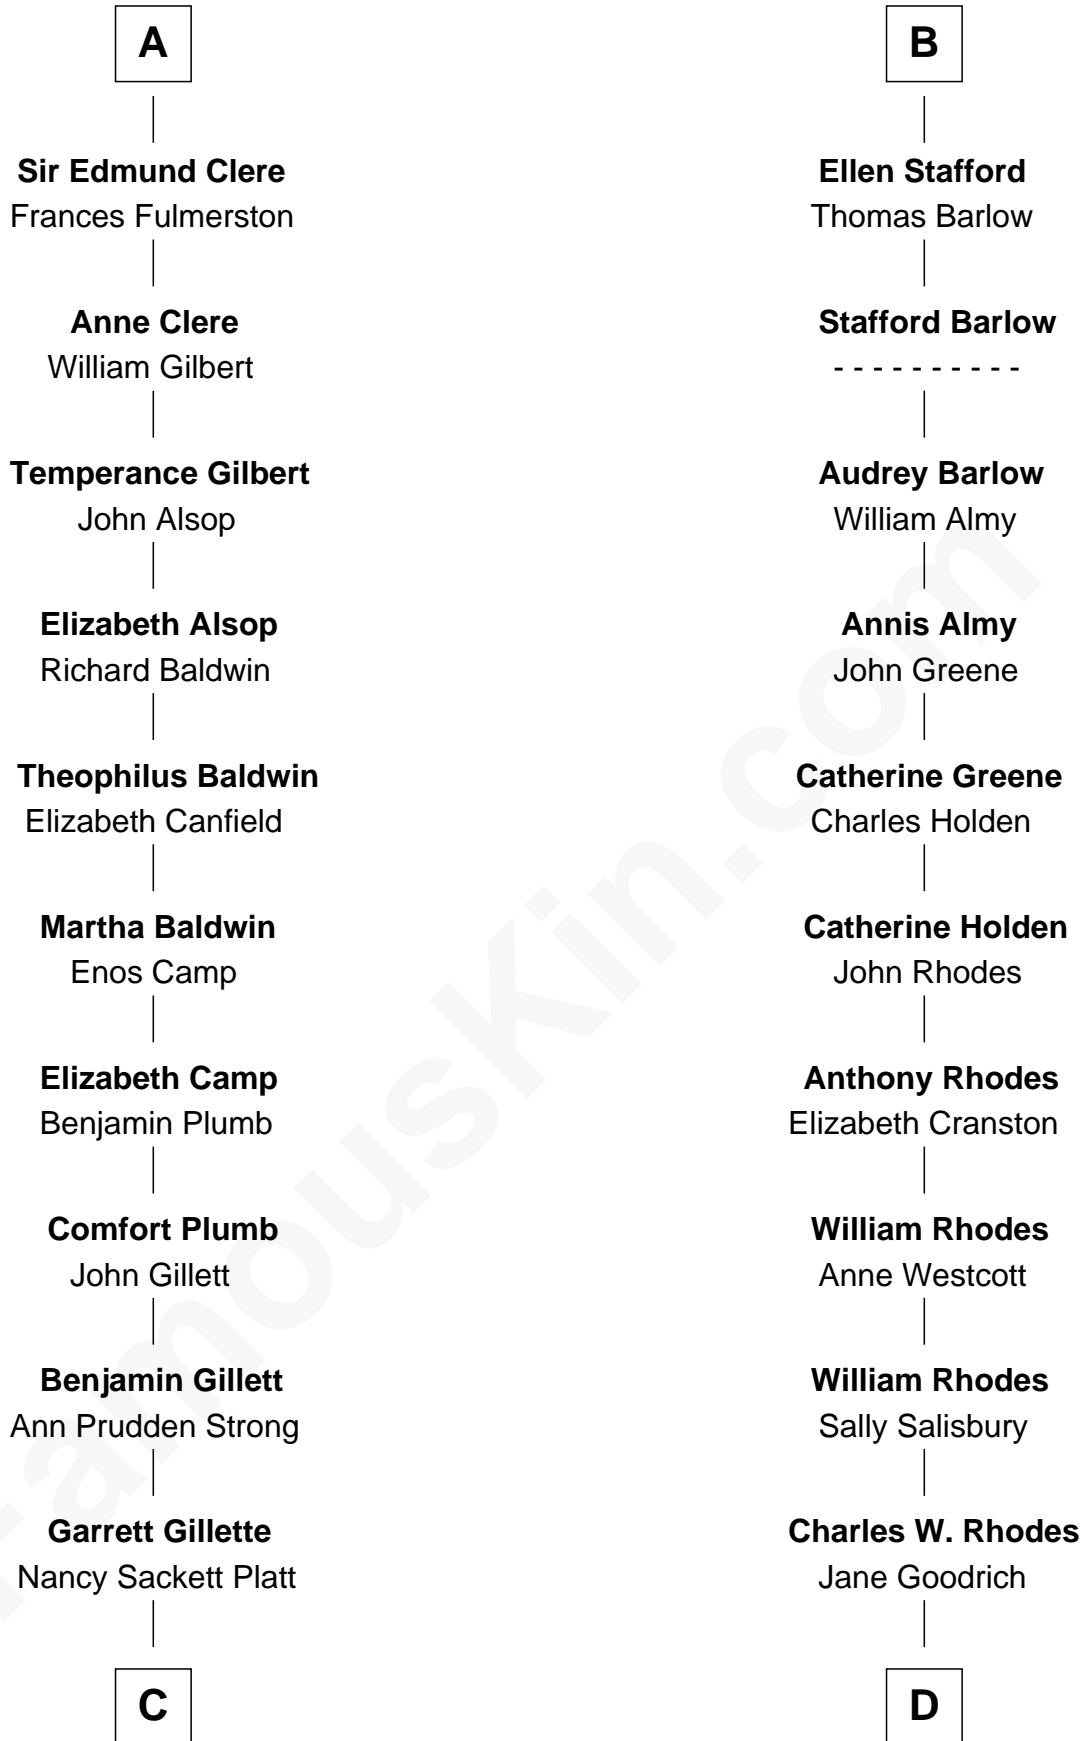 A
Sir Edmund Clere
Frances Fulmerston
Anne Clere
William Gilbert
Temperance Gilbert
John Alsop
Elizabeth Alsop
Richard Baldwin
Theophilus Baldwin
Elizabeth Canfield
Martha Baldwin
Enos Camp
Elizabeth Camp
Benjamin Plumb
Comfort Plumb
John Gillett
Benjamin Gillett
Ann Prudden Strong
Garrett Gillette
Nancy Sackett Platt
C
B
Ellen Stafford
Thomas Barlow
Stafford Barlow
- - - - - - - - - -
Audrey Barlow
William Almy
Annis Almy
John Greene
Catherine Greene
Charles Holden
Catherine Holden
John Rhodes
Anthony Rhodes
Elizabeth Cranston
William Rhodes
Anne Westcott
William Rhodes
Sally Salisbury
Charles W. Rhodes
Jane Goodrich
D
FamousKin.com